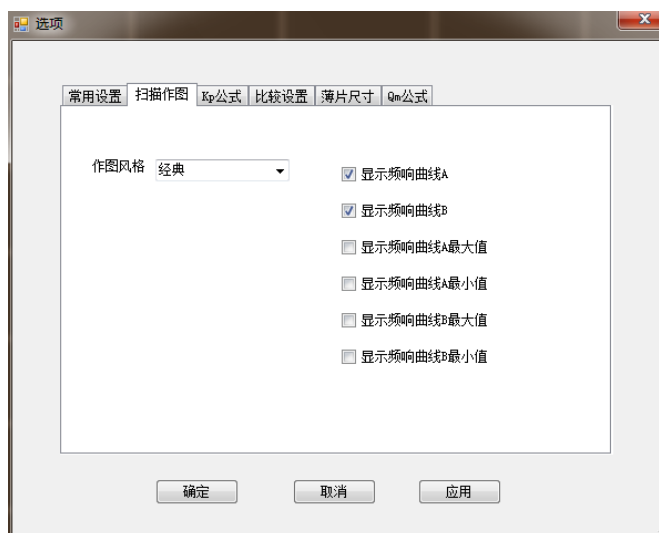 选项
常用设置 扫描作图 Kp公式 比较设置 薄片尺寸 Qm公式
作图风格 经典
显示频响曲线A
显示频响曲线B
显示频响曲线A最大值
显示频响曲线A最小值
显示频响曲线B最大值
显示频响曲线B最小值
确定 取消 应用